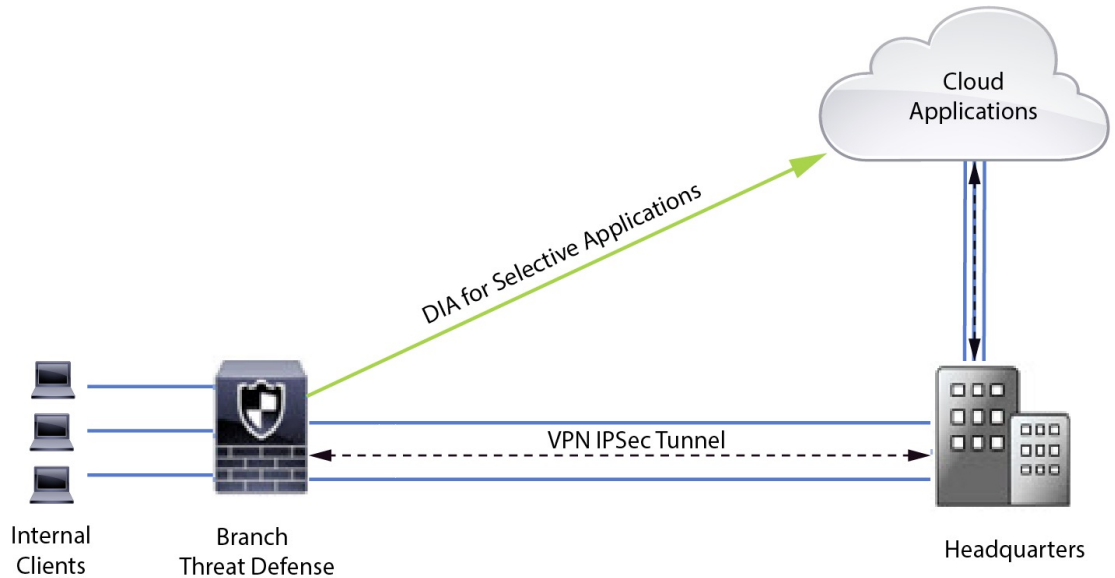 Cloud
Applications
DIA for Selective Applications
VPN IPSec Tunnel
Internal
Clients
Branch
Threat Defense
Headquarters